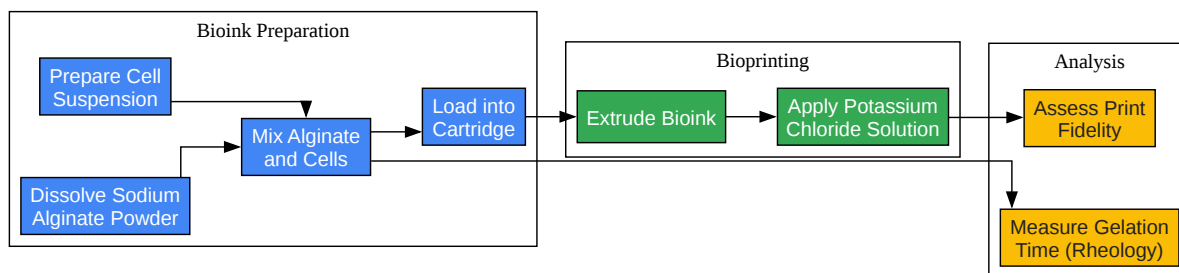 Bioink Preparation
Prepare Cell
Suspension
Dissolve Sodium
Alginate Powder
Mix Alginate
and Cells
Load into
Cartridge
Bioprinting
Extrude Bioink
Apply Potassium
Chloride Solution
Analysis
Assess Print
Fidelity
Measure Gelation
Time (Rheology)